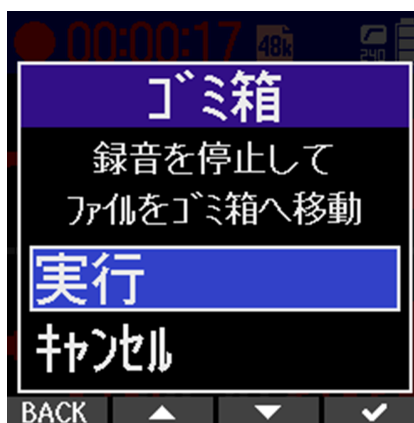 00:00:17 48k 240
ゴミ箱
録音を停止して
ファイルをゴミ箱へ移動
実行
キャンセル
BACK